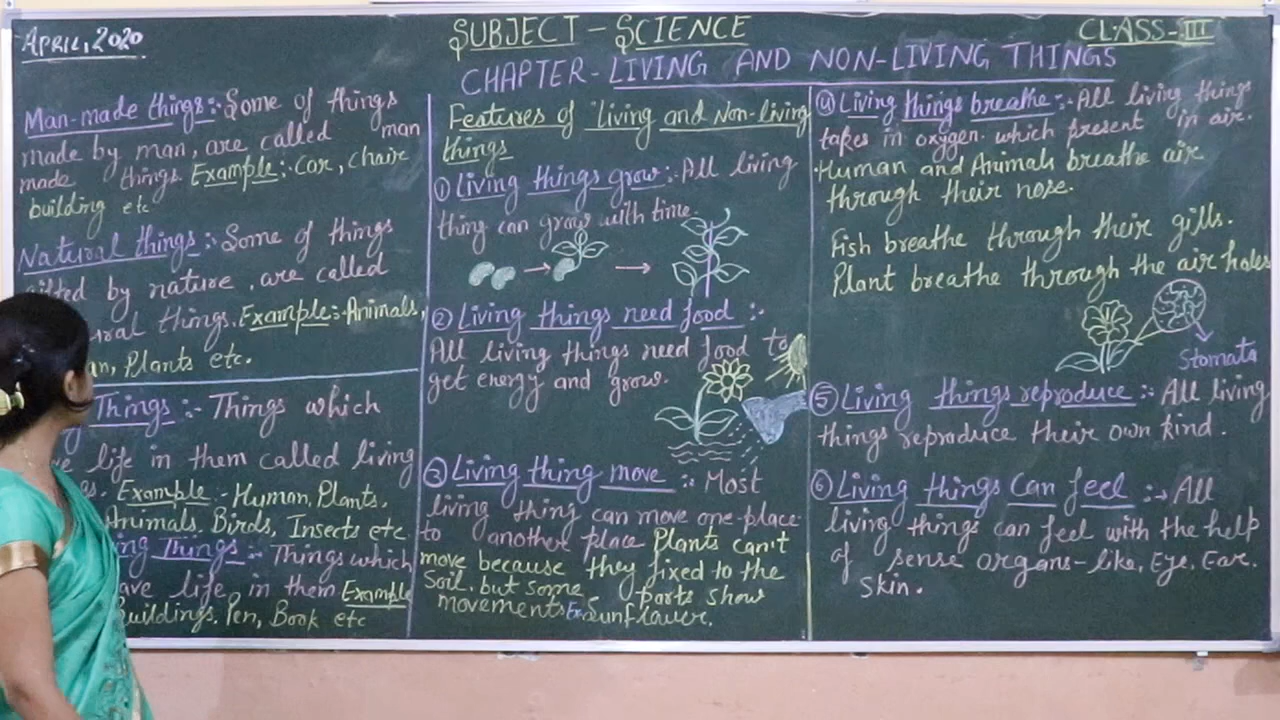 APRIL, 2020
SUBJECT - SCIENCE
CLASS-III
CHAPTER - LIVING AND NON-LIVING THINGS
Man-made things :- Some of things
made by man, are called man
made things. Example :- Car, Chair
building etc
Natural things :- Some of things
gifted by nature, are called
ral things. Example :- Animals,
an, Plants etc.
Things :- Things which
life in them called living
Example - Human, Plants,
Animals, Birds, Insects etc
ing Things :- Things which
ave life in them Example
Buildings, Pen, Book etc
Features of living and Non-living
things
① Living things grow :- All living
thing can grow with time.
② Living things need food :-
All living things need food to
get energy and grow.
③ Living thing move :: Most
living thing can move one-place
to another place Plants can't
move because they fixed to the
Soil, but some parts show
movements Ex- Sunflower.
④ Living things breathe :- All living things
takes in oxygen. which present in air.
·Human and Animals breathe air
through their nose.
Fish breathe through their gills.
Plant breathe through the air holes
Stomata
⑤ Living things reproduce :- All living
things reproduce their own kind.
⑥ Living things Can feel :- All
living things can feel with the help
of sense organs - like, Eye, Ear,
Skin.